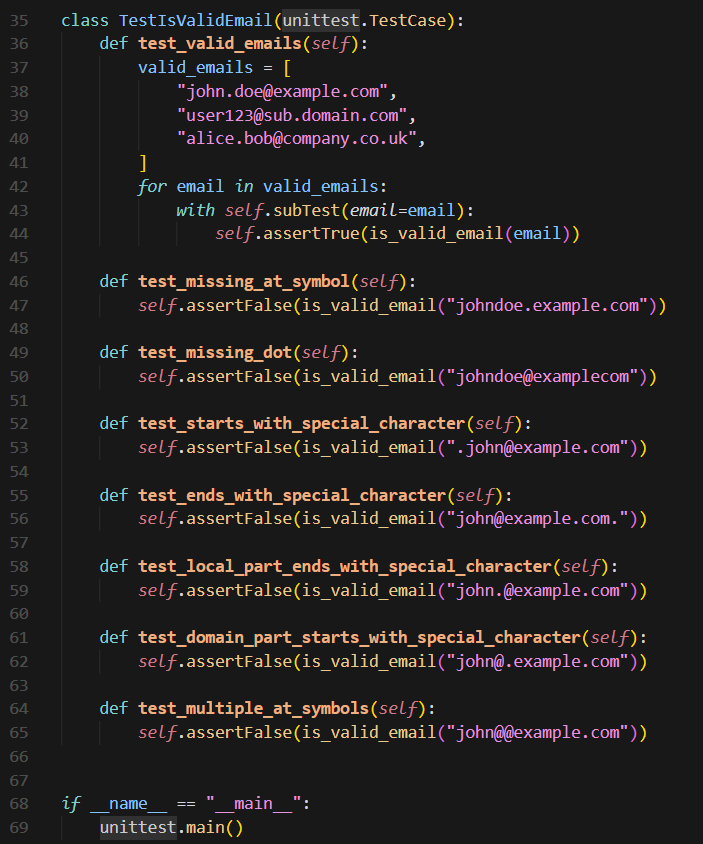 35 class TestIsValidEmail(unittest.TestCase):
36     def test_valid_emails(self):
37         valid_emails = [
38             "john.doe@example.com",
39             "user123@sub.domain.com",
40             "alice.bob@company.co.uk",
41         ]
42         for email in valid_emails:
43             with self.subTest(email=email):
44                 self.assertTrue(is_valid_email(email))
45
46     def test_missing_at_symbol(self):
47         self.assertFalse(is_valid_email("johndoe.example.com"))
48
49     def test_missing_dot(self):
50         self.assertFalse(is_valid_email("johndoe@examplecom"))
51
52     def test_starts_with_special_character(self):
53         self.assertFalse(is_valid_email(".john@example.com"))
54
55     def test_ends_with_special_character(self):
56         self.assertFalse(is_valid_email("john@example.com."))
57
58     def test_local_part_ends_with_special_character(self):
59         self.assertFalse(is_valid_email("john.@example.com"))
60
61     def test_domain_part_starts_with_special_character(self):
62         self.assertFalse(is_valid_email("john@.example.com"))
63
64     def test_multiple_at_symbols(self):
65         self.assertFalse(is_valid_email("john@@example.com"))
66
67
68 if __name__ == "__main__":
69     unittest.main()